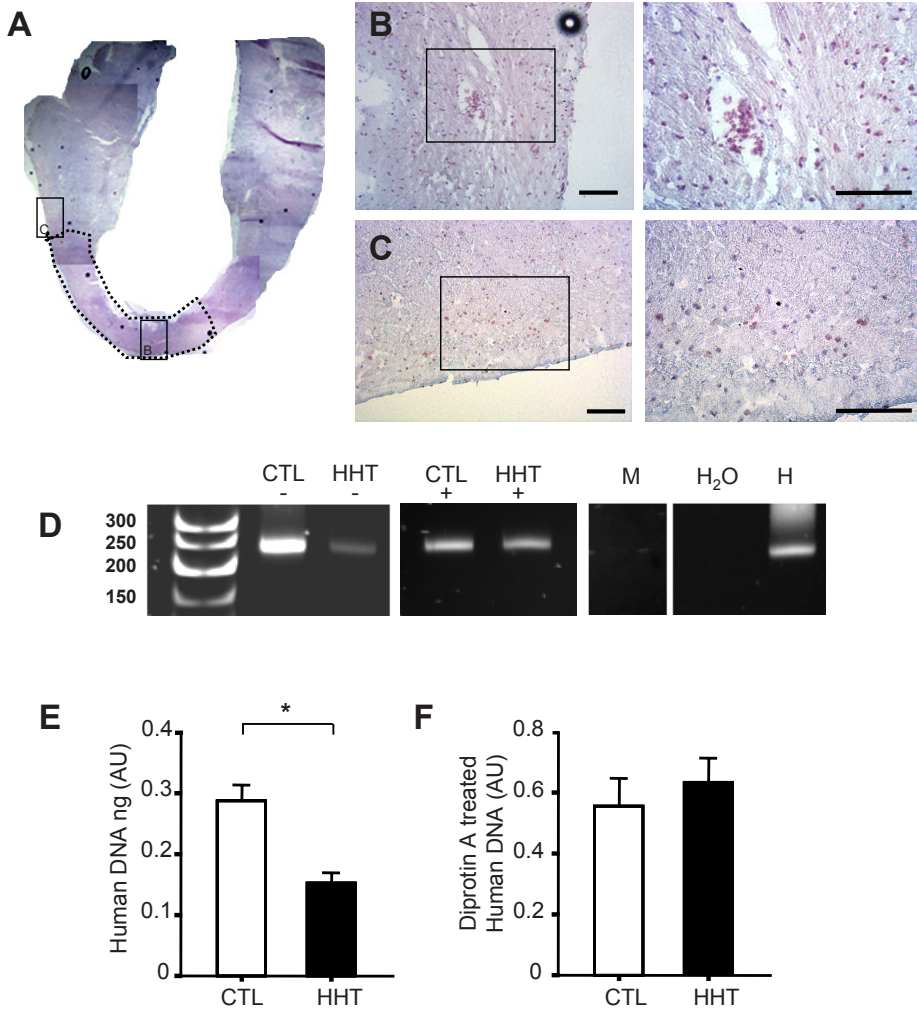 A
C
B
B
C
D
CTL HHT CTL HHT M H₂O H
- - + +
300
250
200
150
E
*
Human DNA ng (AU)
0.4
0.3
0.2
0.1
0
CTL HHT
F
Diprotin A treated
Human DNA (AU)
0.8
0.6
0.4
0.2
0
CTL HHT